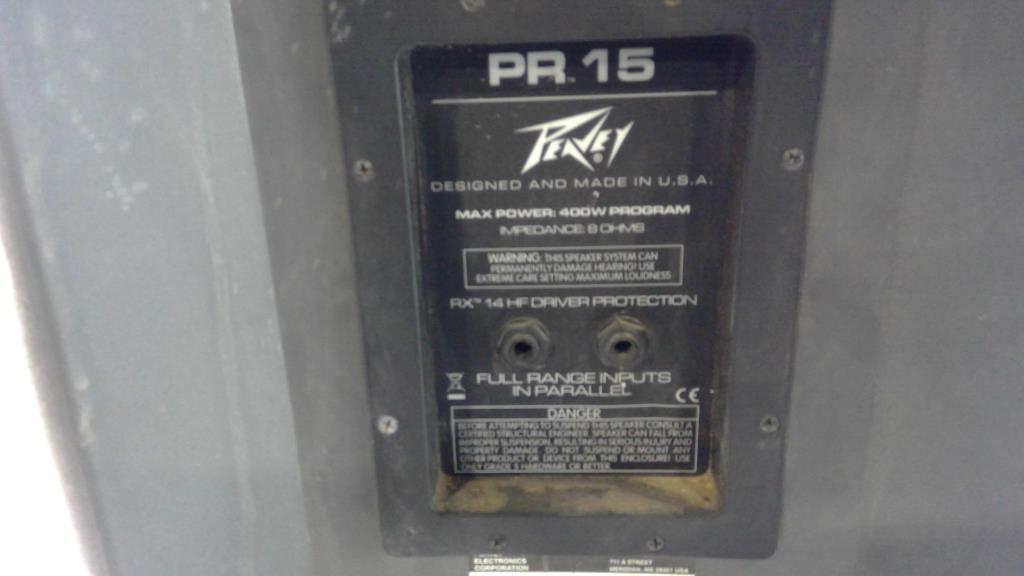 PR™ 15
PEAVEY®
DESIGNED AND MADE IN U.S.A.
MAX POWER: 400W PROGRAM
IMPEDANCE: 8 OHMS
WARNING: THIS SPEAKER SYSTEM CAN
PERMANENTLY DAMAGE HEARING! USE
EXTREME CARE SETTING MAXIMUM LOUDNESS
RX™ 14 HF DRIVER PROTECTION
FULL RANGE INPUTS
IN PARALLEL
CE
DANGER
BEFORE ATTEMPTING TO SUSPEND THIS SPEAKER CONSULT A
CERTIFIED STRUCTURAL ENGINEER. SPEAKER CAN FALL FROM
IMPROPER SUSPENSION, RESULTING IN SERIOUS INJURY AND
PROPERTY DAMAGE. DO NOT SUSPEND OR MOUNT ANY
OTHER PRODUCT OR DEVICE FROM THIS ENCLOSURE! USE
ONLY GRADE 5 HARDWARE OR BETTER.
ELECTRONICS
CORPORATION
711 A STREET
MERIDIAN, MS 39301 USA